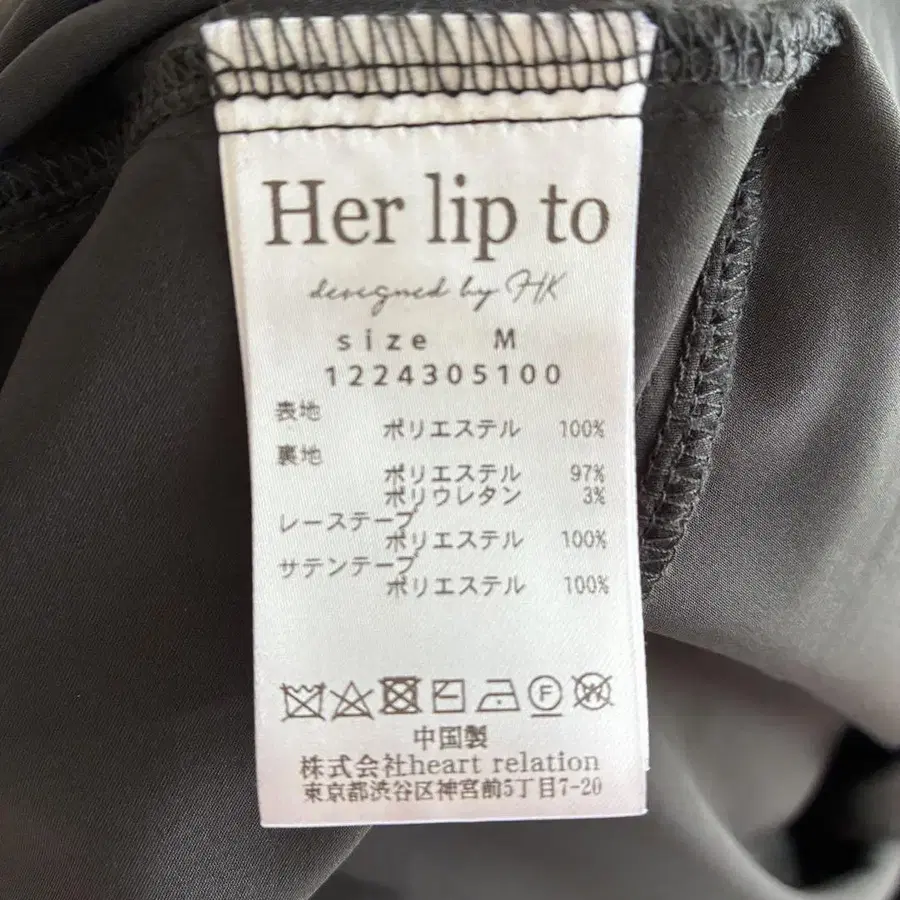 Her lip to
designed by HK
size M
1224305100
表地
ポリエステル 100%
裏地
ポリエステル 97%
ポリウレタン 3%
レーステープ
ポリエステル 100%
サテンテープ
ポリエステル 100%
F W
中国製
株式会社heart relation
東京都渋谷区神宮前5丁目7-20